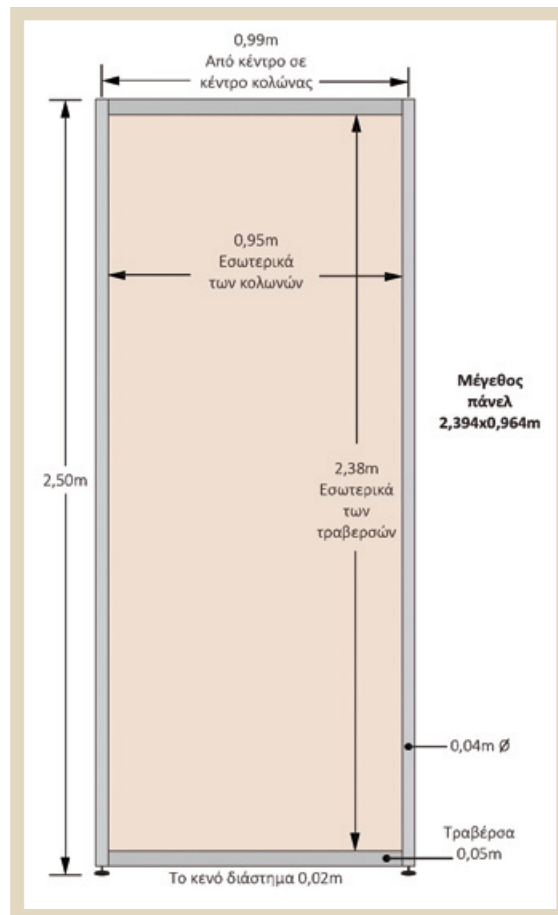 0,99m
Από κέντρο σε
κέντρο κολώνας
0,95m
Εσωτερικά
των κολωνών
Μέγεθος
πάνελ
2,394x0,964m
2,50m
2,38m
Εσωτερικά
των
τραβερσών
0,04m Ø
Τραβέρσα
0,05m
Το κενό διάστημα 0,02m